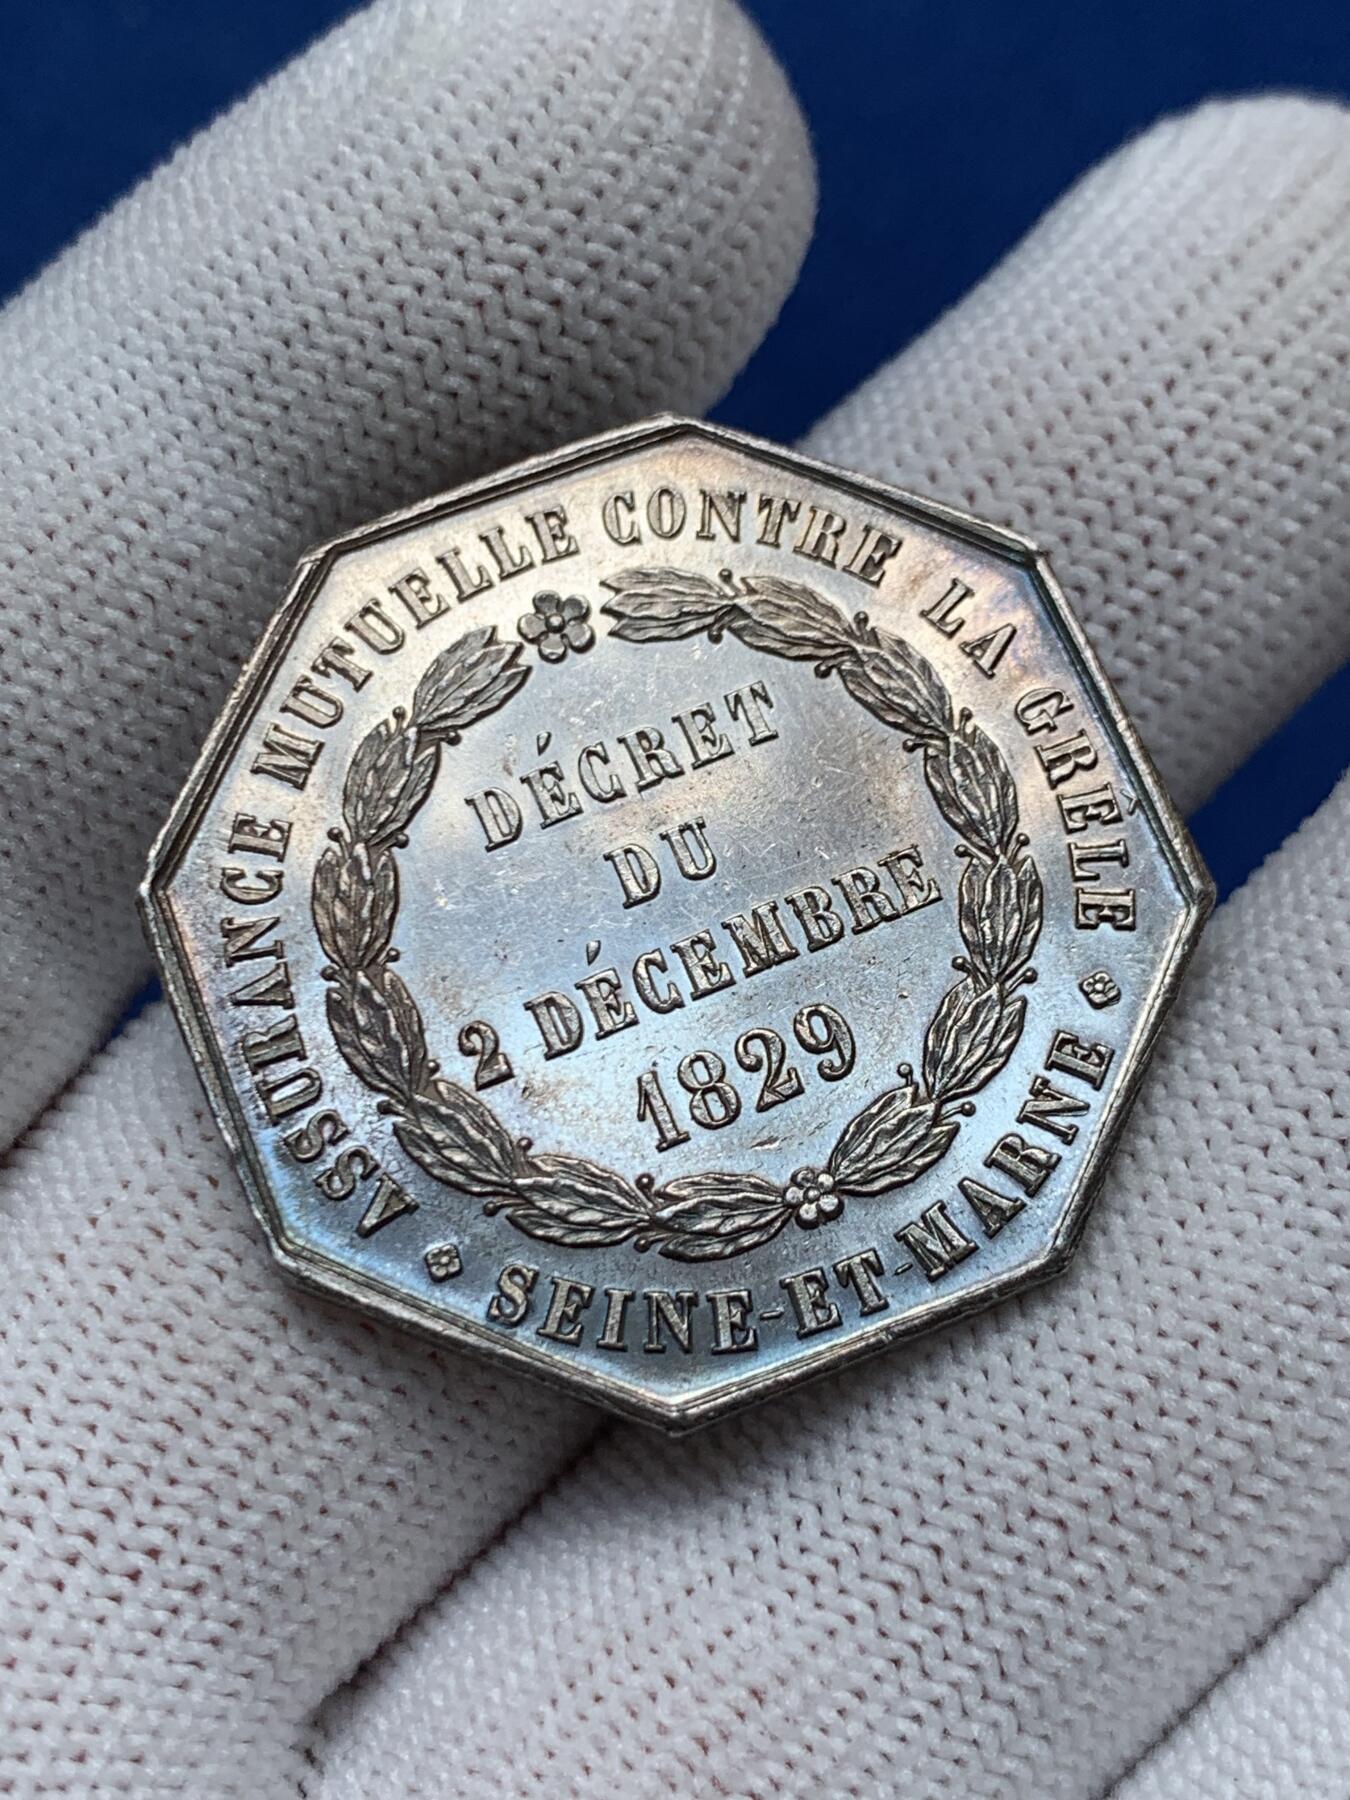 ASSURANCE MUTUELLE CONTRE LA GRÊLE
DÉCRET
DU
2 DÉCEMBRE
1829
SEINE-ET-MARNE